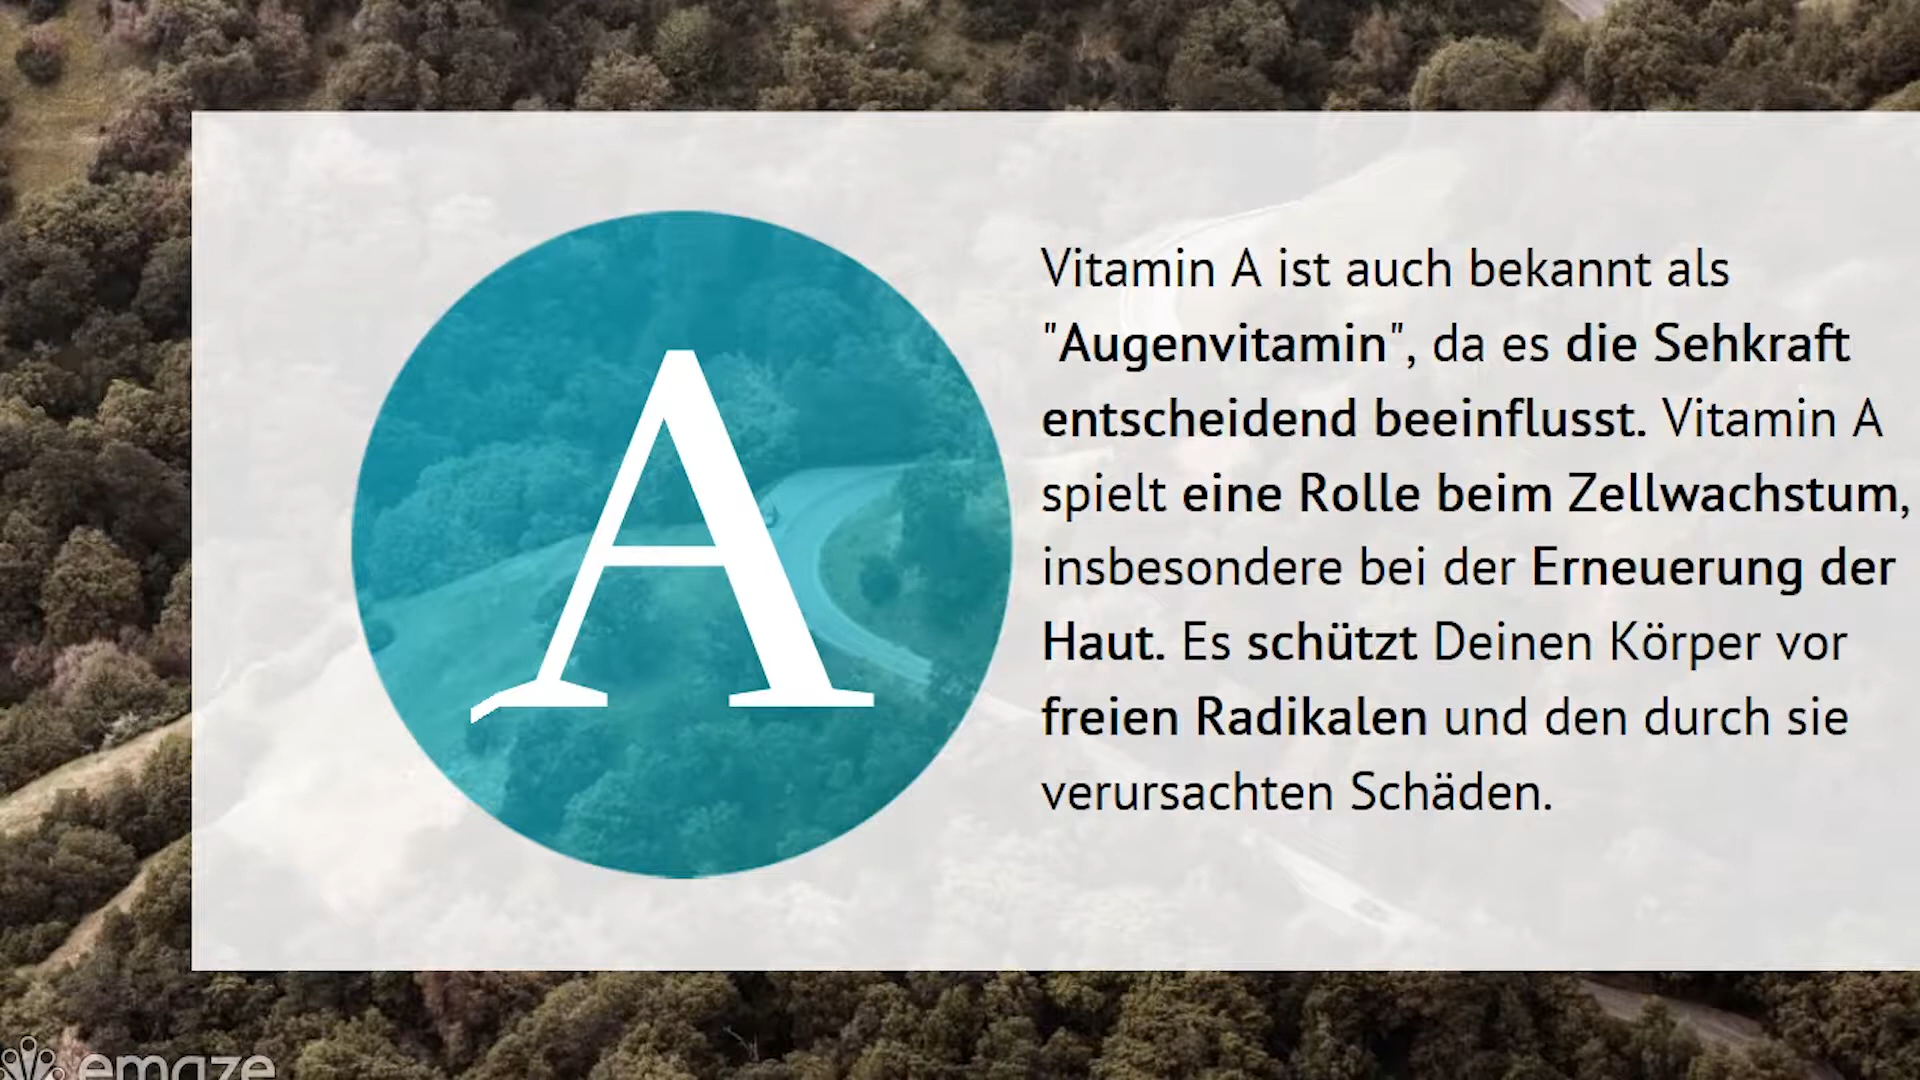 A
Vitamin A ist auch bekannt als
"Augenvitamin", da es die Sehkraft
entscheidend beeinflusst. Vitamin A
spielt eine Rolle beim Zellwachstum,
insbesondere bei der Erneuerung der
Haut. Es schützt Deinen Körper vor
freien Radikalen und den durch sie
verursachten Schäden.
emaze